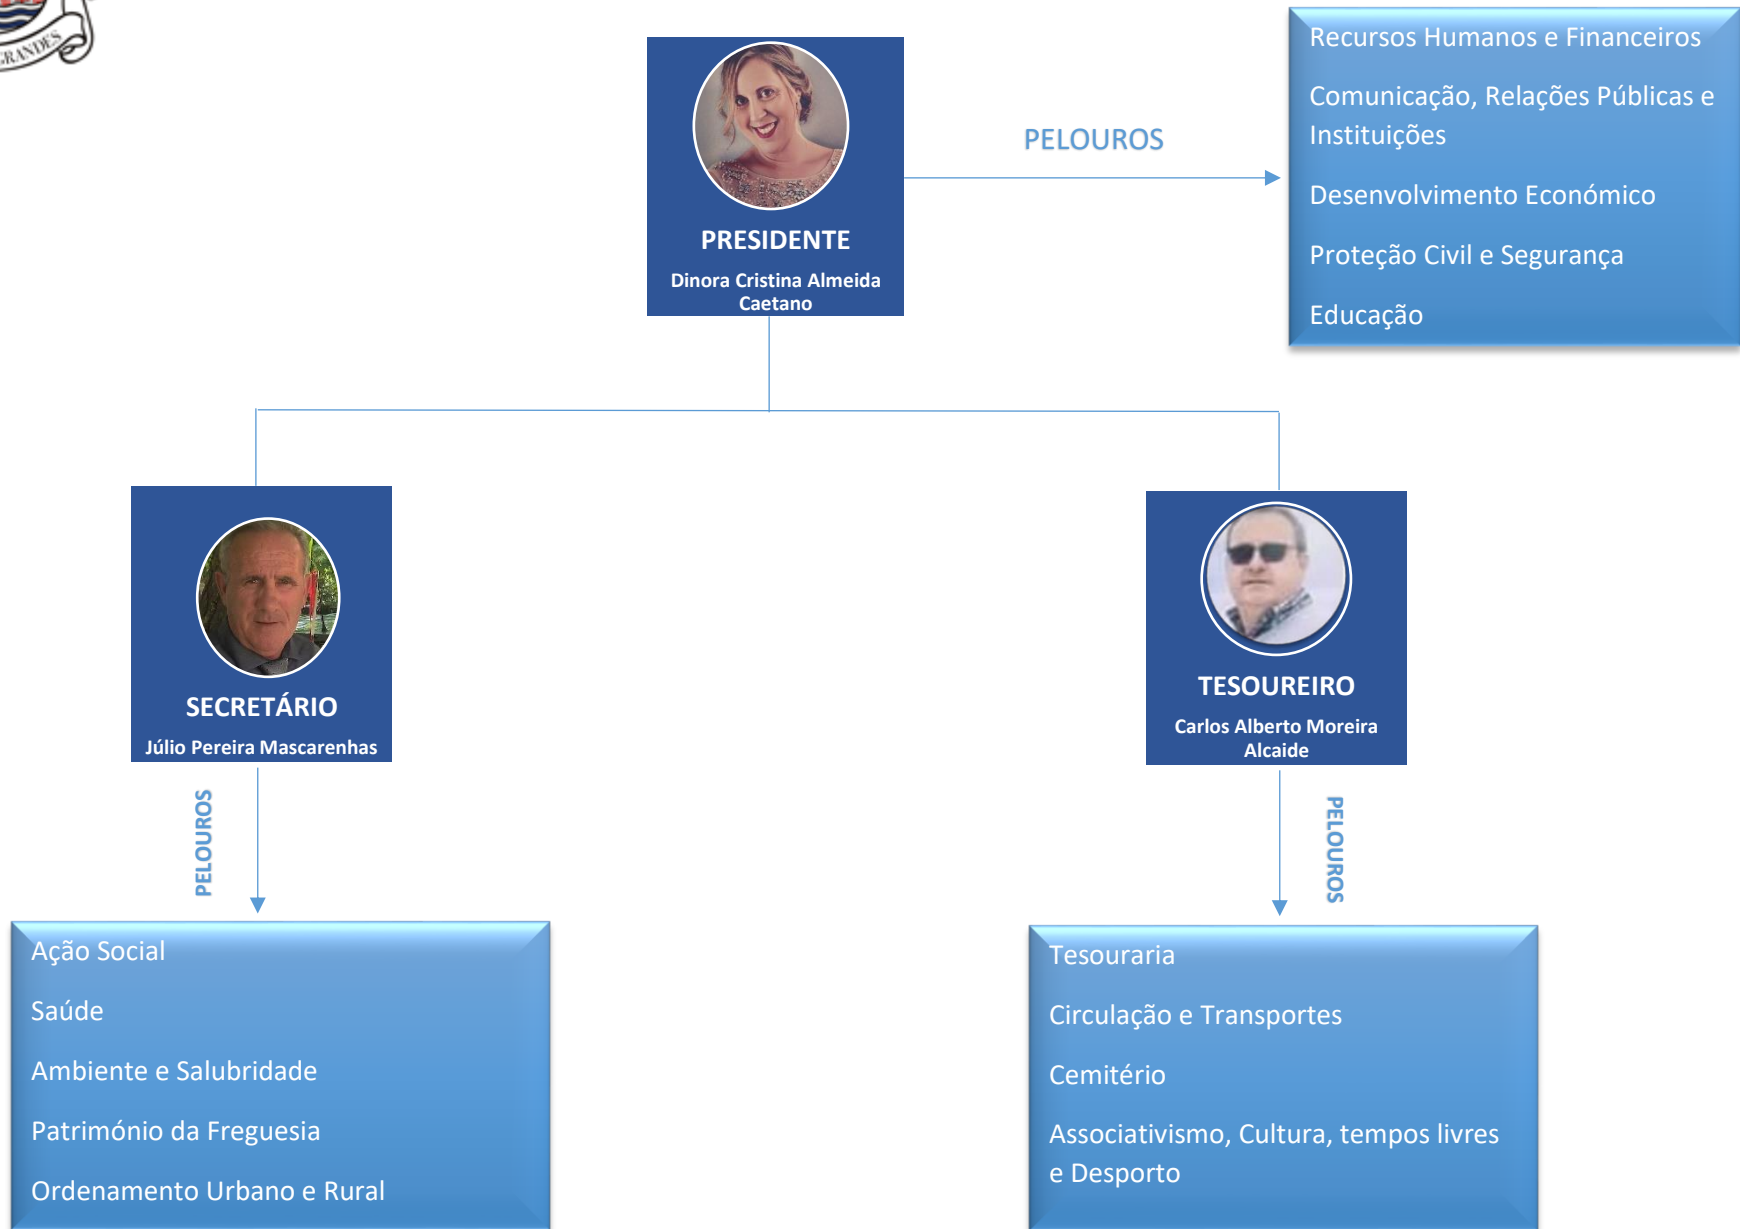 GRANDES
Recursos Humanos e Financeiros
Comunicação, Relações Públicas e
Instituições
Desenvolvimento Económico
Proteção Civil e Segurança
Educação
PELOUROS
PRESIDENTE
Dinora Cristina Almeida
Caetano
SECRETÁRIO
Júlio Pereira Mascarenhas
TESOUREIRO
Carlos Alberto Moreira
Alcaide
PELOUROS
PELOUROS
Ação Social
Saúde
Ambiente e Salubridade
Património da Freguesia
Ordenamento Urbano e Rural
Tesouraria
Circulação e Transportes
Cemitério
Associativismo, Cultura, tempos livres
e Desporto